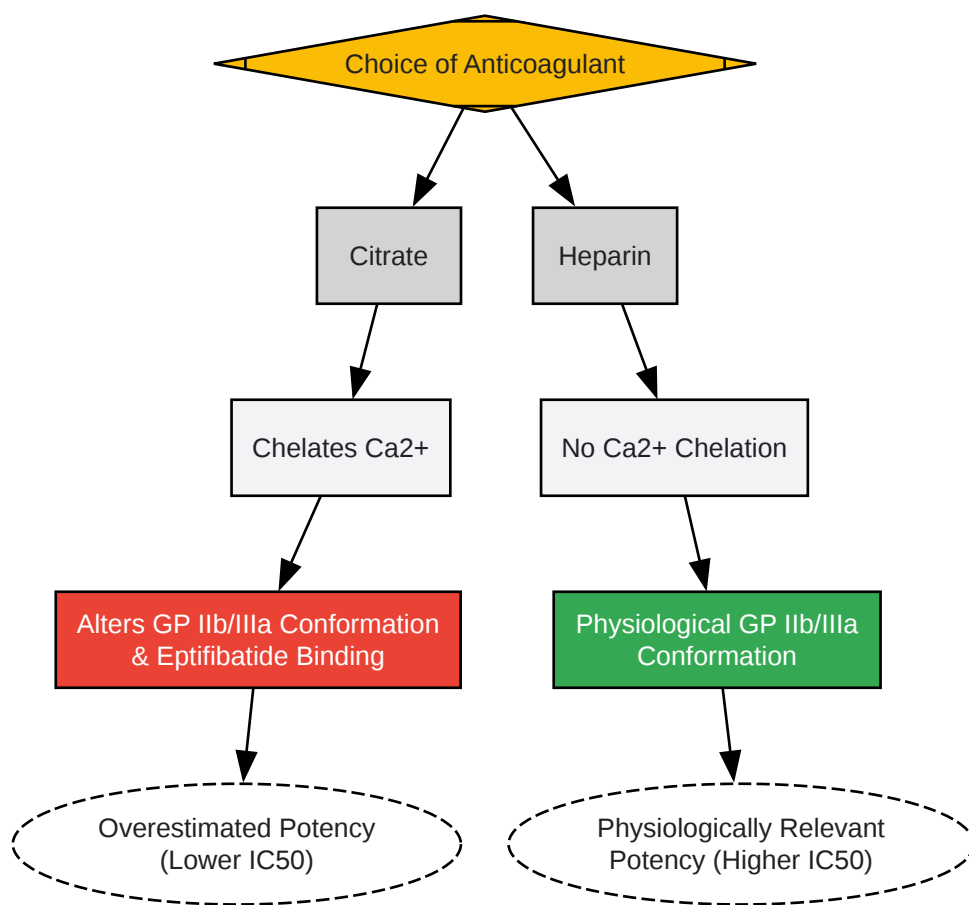 Choice of Anticoagulant
Citrate
Heparin
Chelates Ca2+
No Ca2+ Chelation
Alters GP IIb/IIIa Conformation
& Eptifibatide Binding
Physiological GP IIb/IIIa
Conformation
Overestimated Potency
(Lower IC50)
Physiologically Relevant
Potency (Higher IC50)